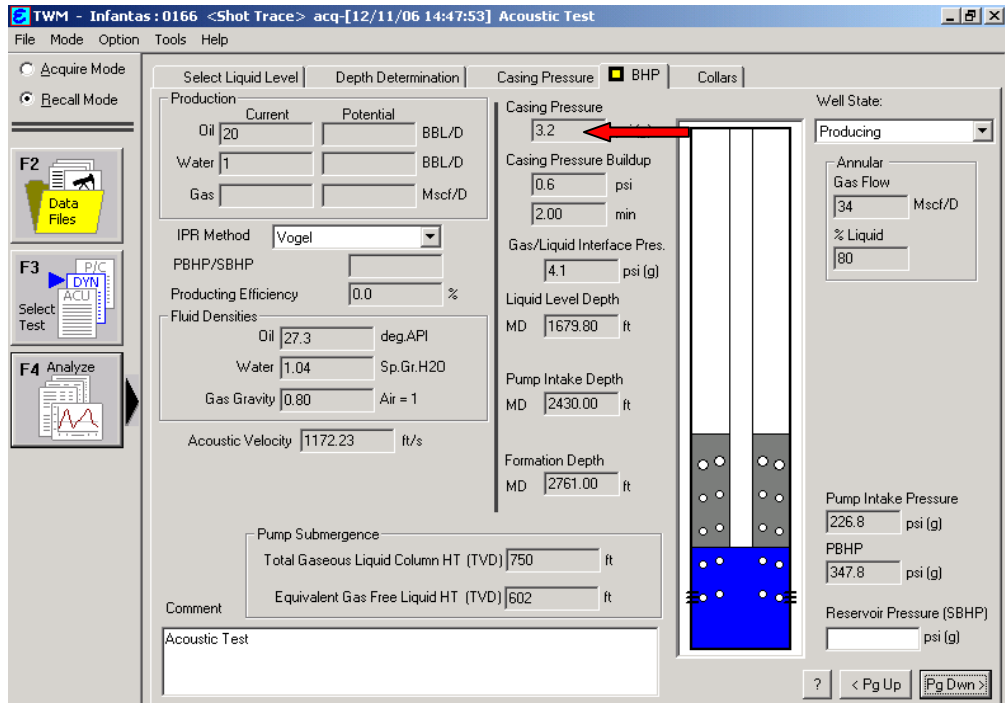 TWM - Infantas : 0166 <Shot Trace> acq-[12/11/06 14:47:53] Acoustic Test
File Mode Option Tools Help
Acquire Mode
Recall Mode
F2
Data
Files
F3
P/C
DYN
ACU
Select
Test
F4 Analyze
Select Liquid Level
Depth Determination
Casing Pressure
BHP
Collars
Production
Current Potential
Oil 20 BBL/D
Water 1 BBL/D
Gas Mscf/D
IPR Method Vogel
PBHP/SBHP
Producting Efficiency 0.0 %
Fluid Densities
Oil 27.3 deg.API
Water 1.04 Sp.Gr.H2O
Gas Gravity 0.80 Air = 1
Acoustic Velocity 1172.23 ft/s
Pump Submergence
Total Gaseous Liquid Column HT (TVD) 750 ft
Equivalent Gas Free Liquid HT (TVD) 602 ft
Comment
Acoustic Test
Casing Pressure
3.2
Casing Pressure Buildup
0.6 psi
2.00 min
Gas/Liquid Interface Pres.
4.1 psi (g)
Liquid Level Depth
MD 1679.80 ft
Pump Intake Depth
MD 2430.00 ft
Formation Depth
MD 2761.00 ft
Well State:
Producing
Annular
Gas Flow
34 Mscf/D
% Liquid
80
Pump Intake Pressure
226.8 psi (g)
PBHP
347.8 psi (g)
Reservoir Pressure (SBHP)
psi (g)
? < Pg Up Pg Dwn >